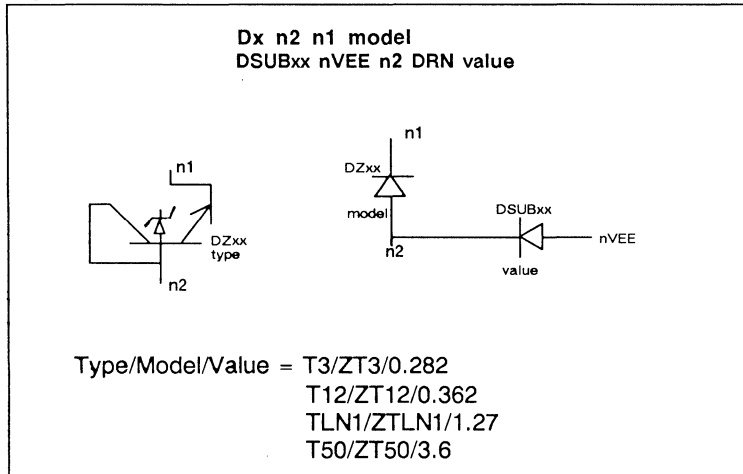 Dx n2 n1 model
DSUBxx nVEE n2 DRN value
n1
DZxx
type
n2
n1
DZxx
model
n2
DSUBxx
nVEE
value
Type/Model/Value = T3/ZT3/0.282
T12/ZT12/0.362
TLN1/ZTLN1/1.27
T50/ZT50/3.6